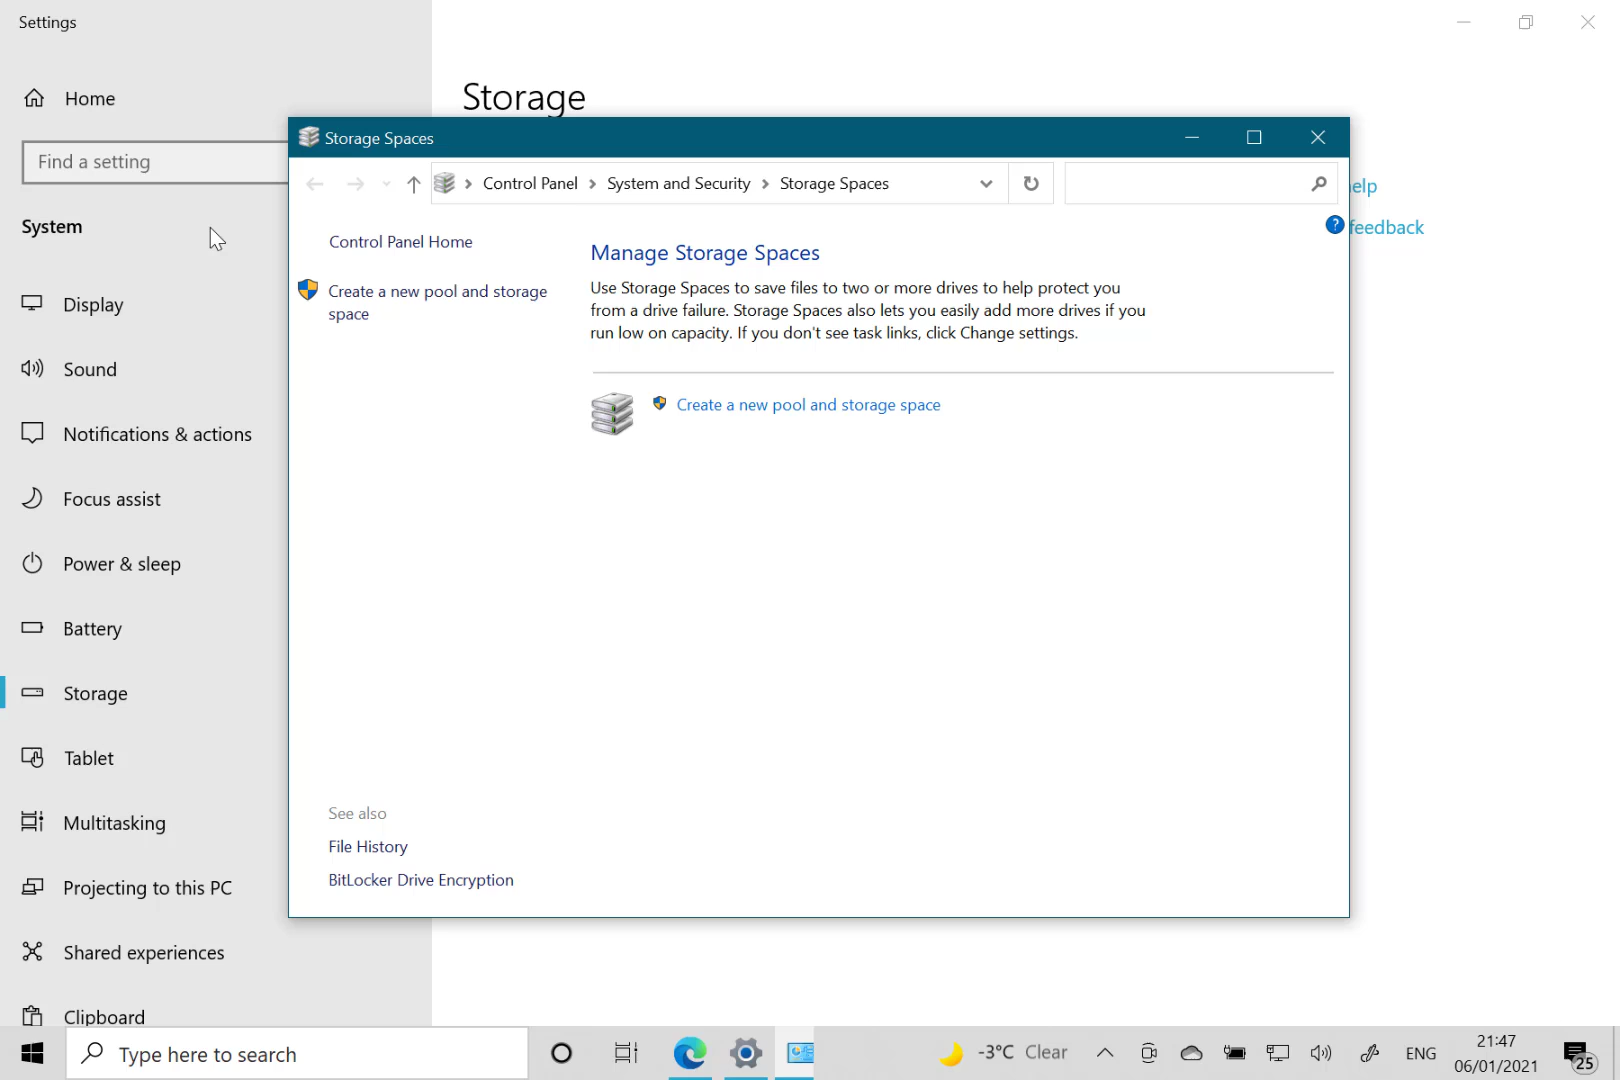 Settings
Home
Find a setting
System
Display
Sound
Notifications & actions
Focus assist
Power & sleep
Battery
Storage
Tablet
Multitasking
Projecting to this PC
Shared experiences
Clipboard
Storage
feedback
Storage Spaces
Control Panel
System and Security
Storage Spaces
Control Panel Home
Create a new pool and storage
space
Manage Storage Spaces
Use Storage Spaces to save files to two or more drives to help protect you
from a drive failure. Storage Spaces also lets you easily add more drives if you
run low on capacity. If you don't see task links, click Change settings.
Create a new pool and storage space
See also
File History
BitLocker Drive Encryption
Type here to search
-3°C Clear
ENG
21:47
06/01/2021
25